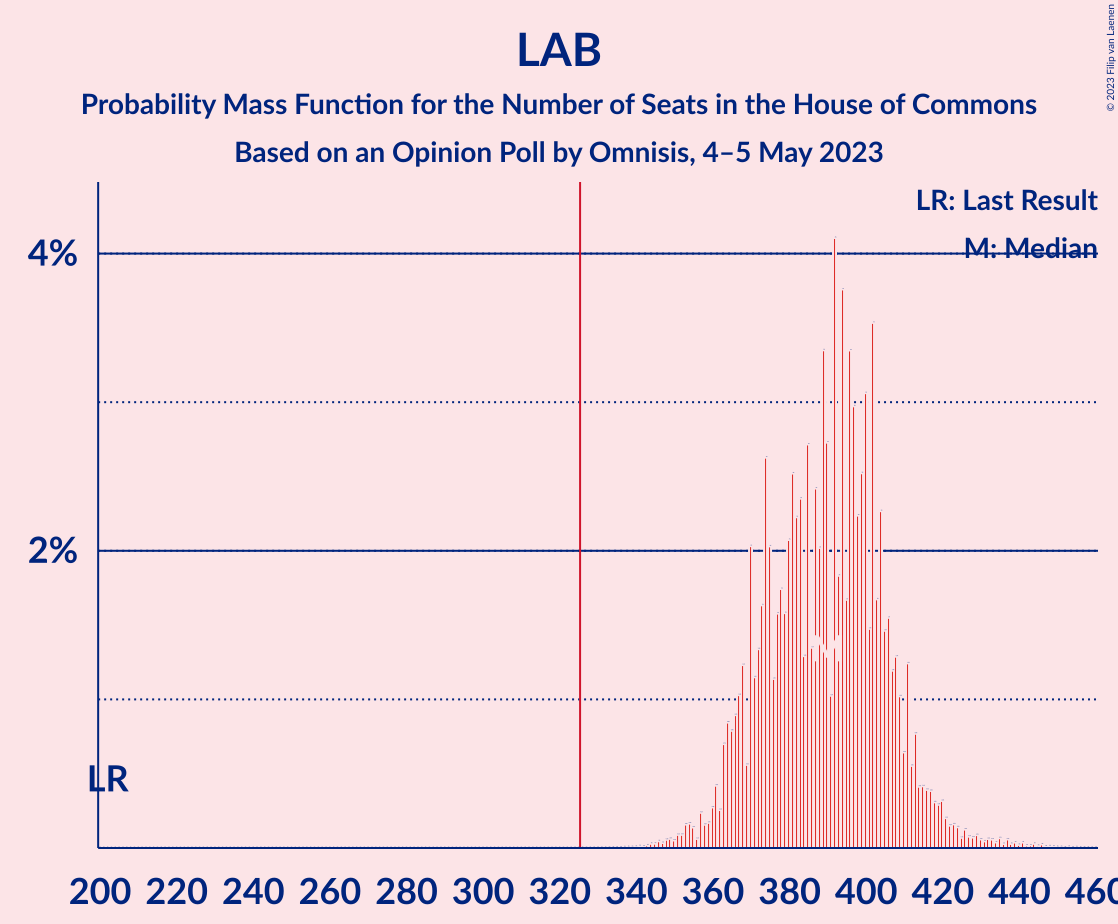 LAB
Probability Mass Function for the Number of Seats in the House of Commons
Based on an Opinion Poll by Omnisis, 4–5 May 2023
© 2023 Filip van Laenen
LR: Last Result
M: Median
4%
2%
LR
200 220 240 260 280 300 320 340 360 380 400 420 440 460